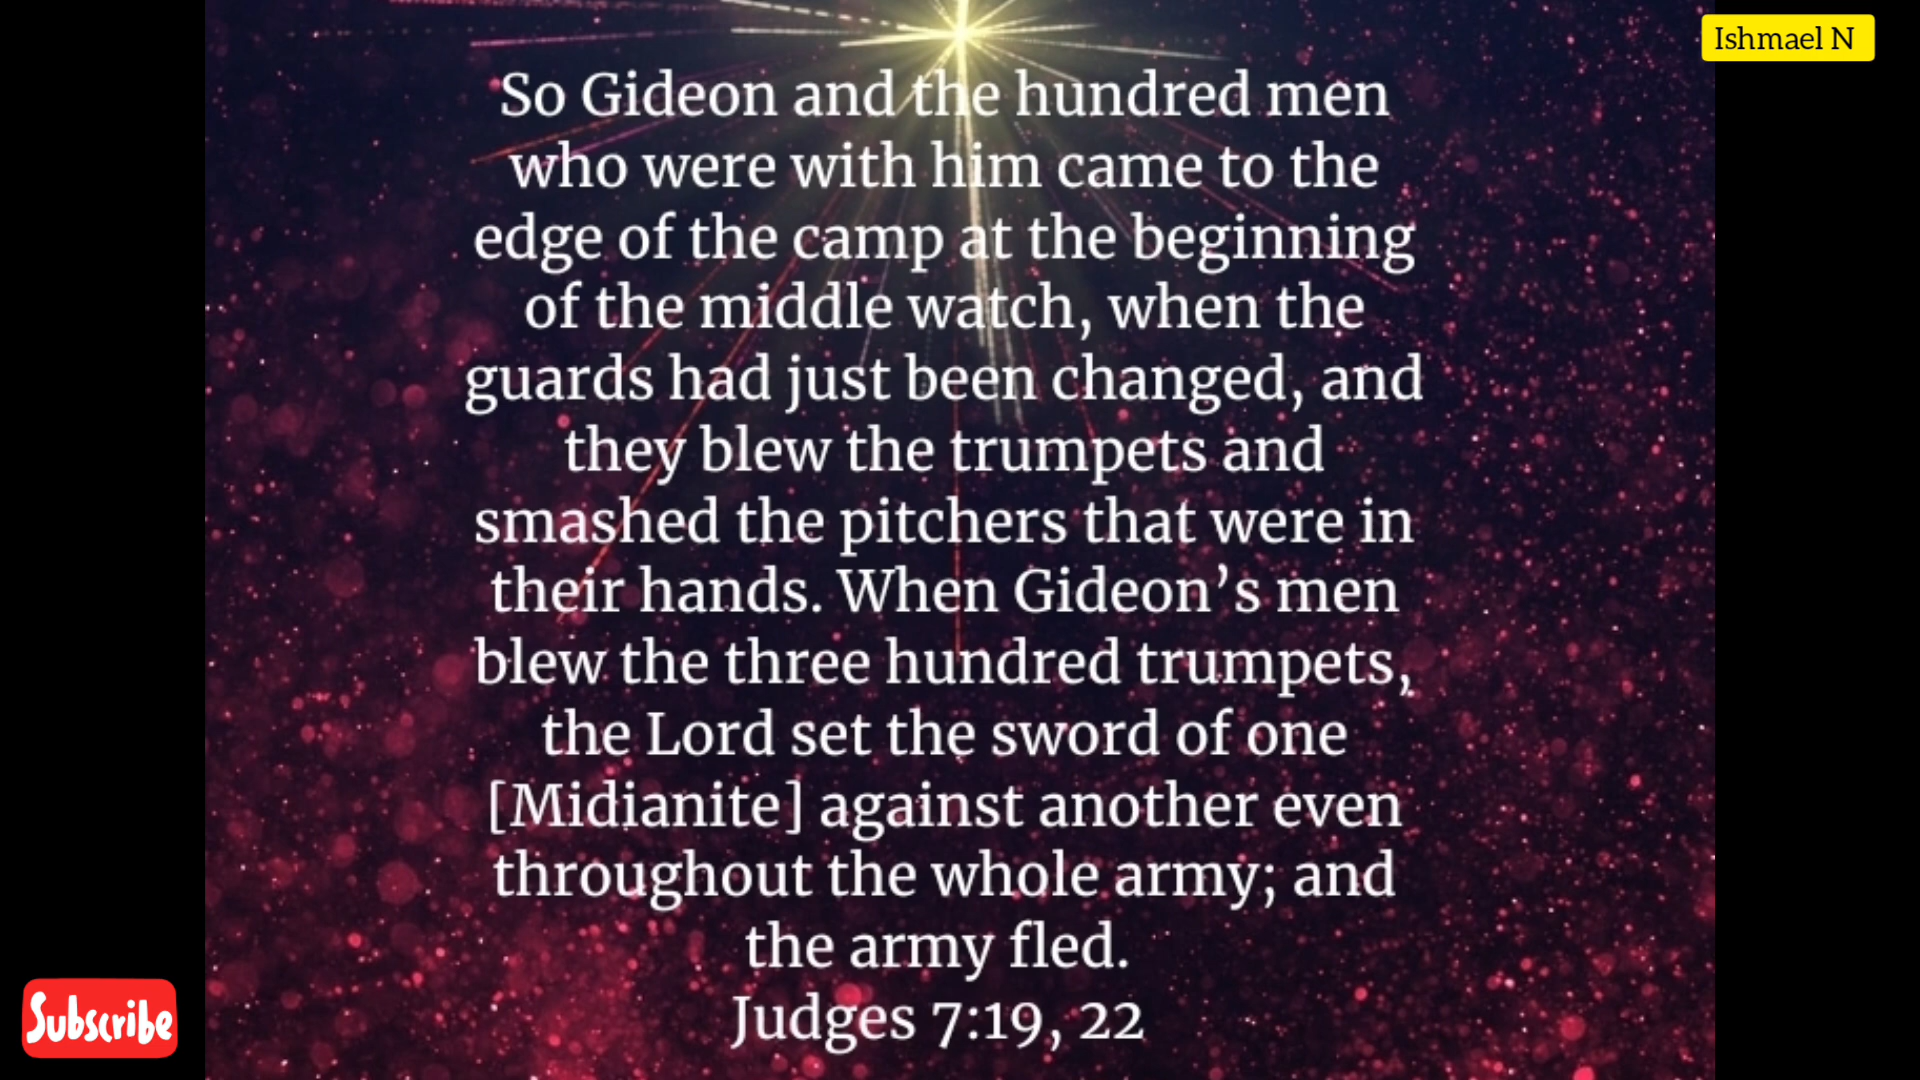 Ishmael N
So Gideon and the hundred men
who were with him came to the
edge of the camp at the beginning
of the middle watch, when the
guards had just been changed, and
they blew the trumpets and
smashed the pitchers that were in
their hands. When Gideon’s men
blew the three hundred trumpets,
the Lord set the sword of one
[Midianite] against another even
throughout the whole army; and
the army fled.
Judges 7:19, 22
Subscribe